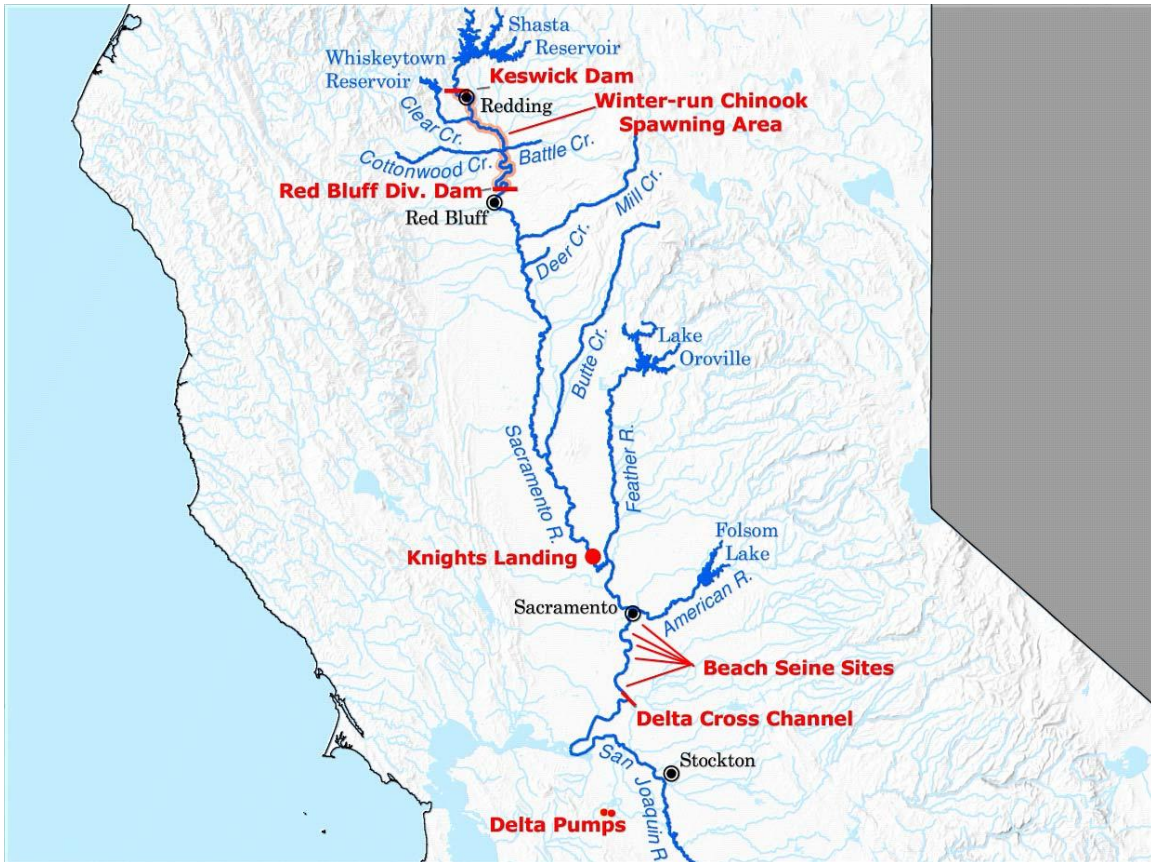 Shasta
Reservoir
Whiskeytown
Reservoir
Keswick Dam
Redding
Winter-run Chinook
Spawning Area
Clear Cr.
Cottonwood Cr.
Battle Cr.
Red Bluff Div. Dam
Red Bluff
Mill Cr.
Deer Cr.
Butte Cr.
Lake
Oroville
Sacramento R.
Feather R.
Knights Landing
Folsom
Lake
Sacramento
American R.
Beach Seine Sites
Delta Cross Channel
San Joaquin R.
Stockton
Delta Pumps